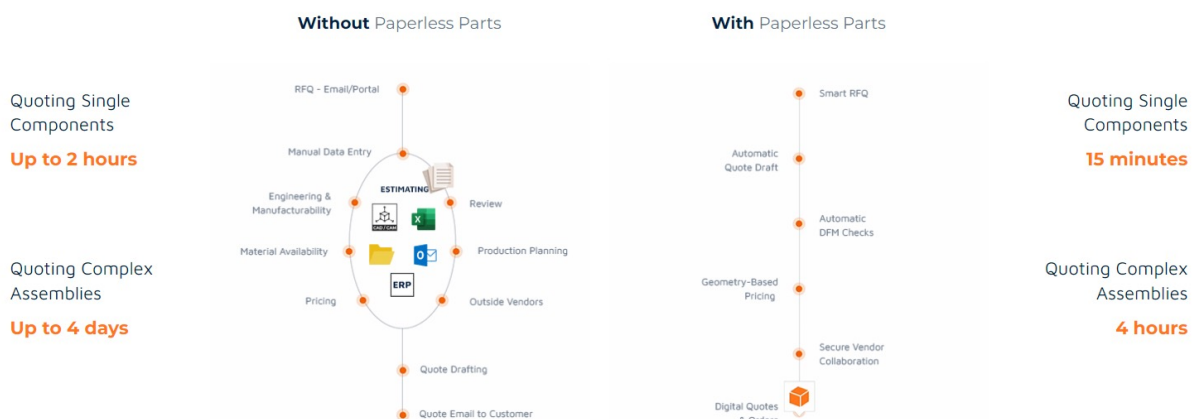 Without Paperless Parts
With Paperless Parts
Quoting Single
Components
Up to 2 hours
Quoting Complex
Assemblies
Up to 4 days
RFQ - Email/Portal
Manual Data Entry
ESTIMATING
Engineering &
Manufacturability
Review
CAD / CAM
X
Material Availability
O
Production Planning
ERP
Pricing
Outside Vendors
Quote Drafting
Quote Email to Customer
Smart RFQ
Automatic
Quote Draft
Automatic
DFM Checks
Geometry-Based
Pricing
Secure Vendor
Collaboration
Digital Quotes
& Orders
Quoting Single
Components
15 minutes
Quoting Complex
Assemblies
4 hours